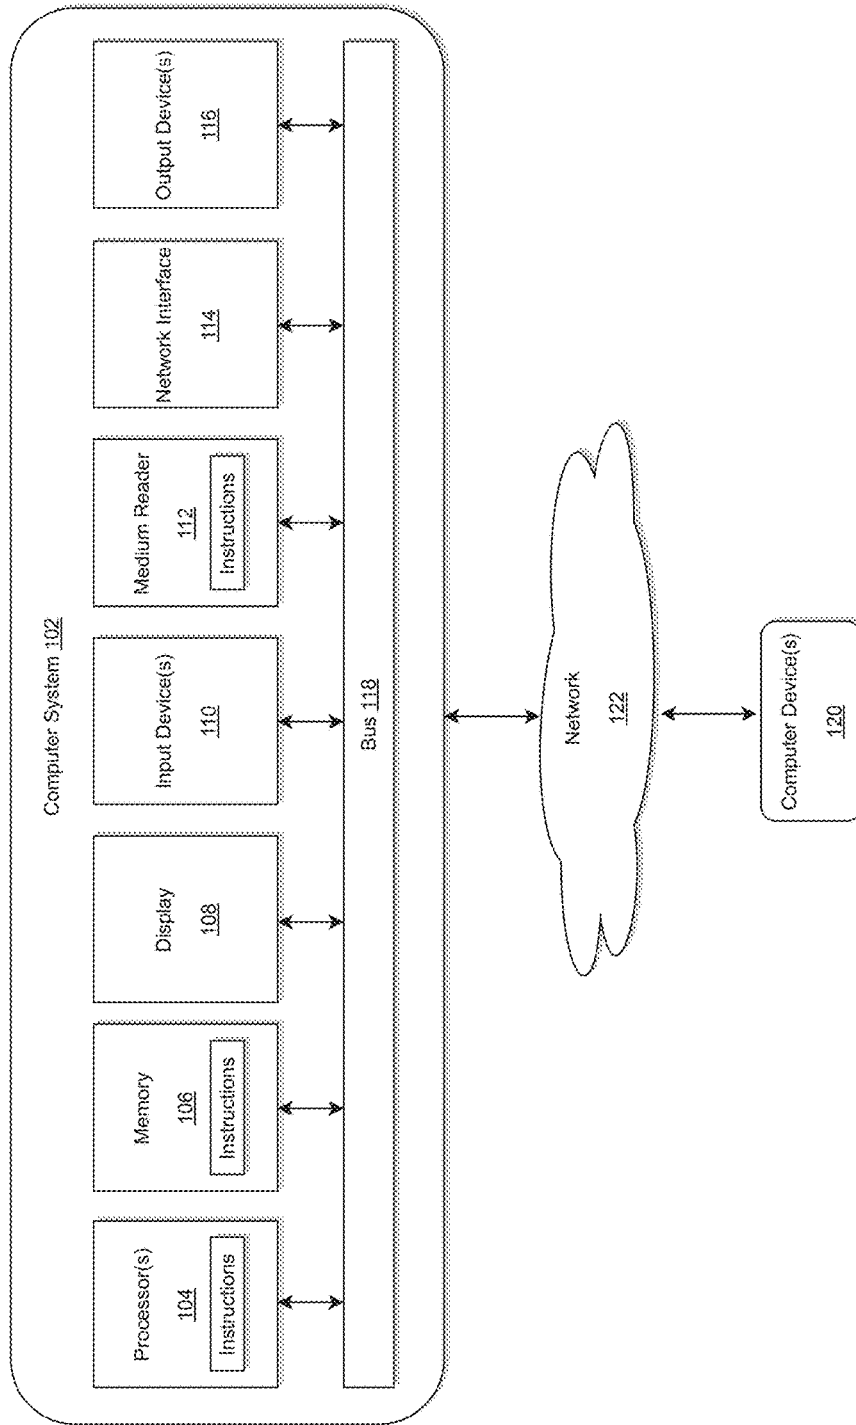 Computer System 102
Processor(s)
104
Instructions
Memory
106
Instructions
Display
108
Input Device(s)
110
Medium Reader
112
Instructions
Network Interface
114
Output Device(s)
116
Bus 118
Network
122
Computer Device(s)
120